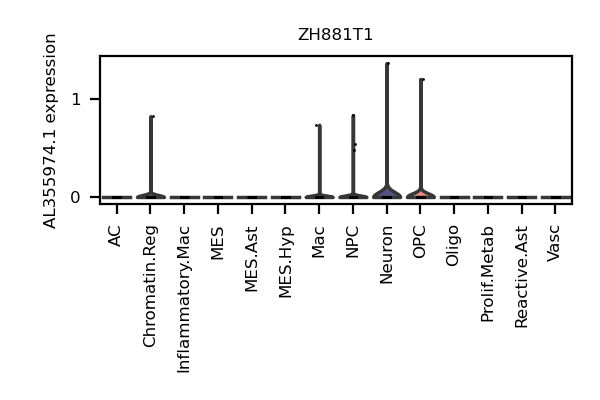 ZH881T1
AL355974.1 expression
1
0
AC
Chromatin.Reg
Inflammatory.Mac
MES
MES.Ast
MES.Hyp
Mac
NPC
Neuron
OPC
Oligo
Prolif.Metab
Reactive.Ast
Vasc